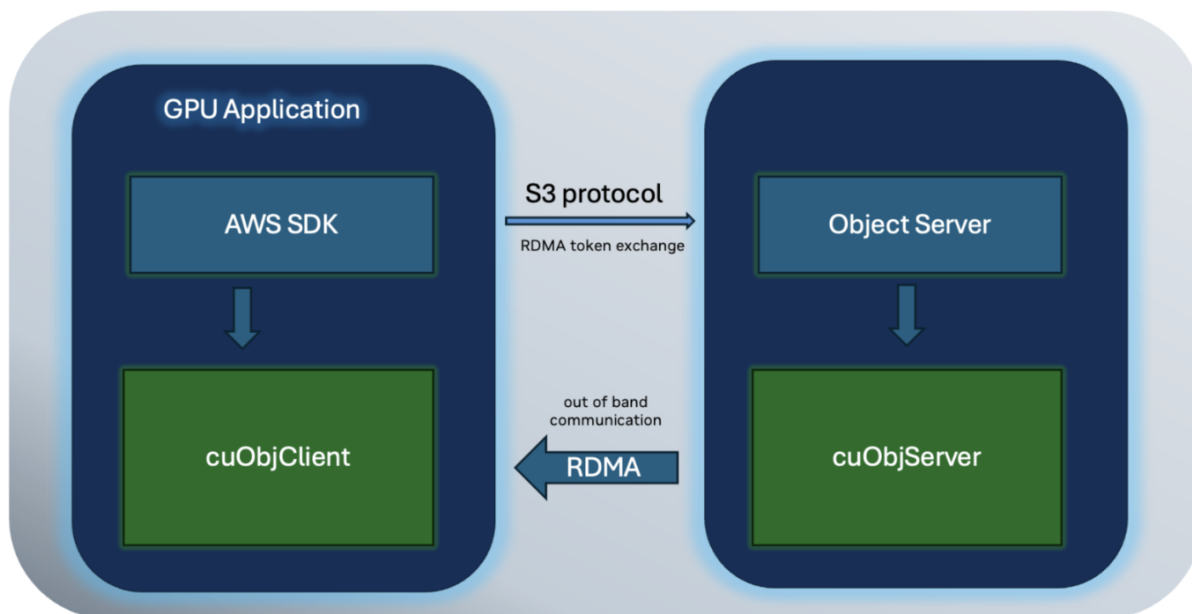 GPU Application
AWS SDK
S3 protocol
RDMA token exchange
Object Server
cuObjClient
out of band
communication
RDMA
cuObjServer